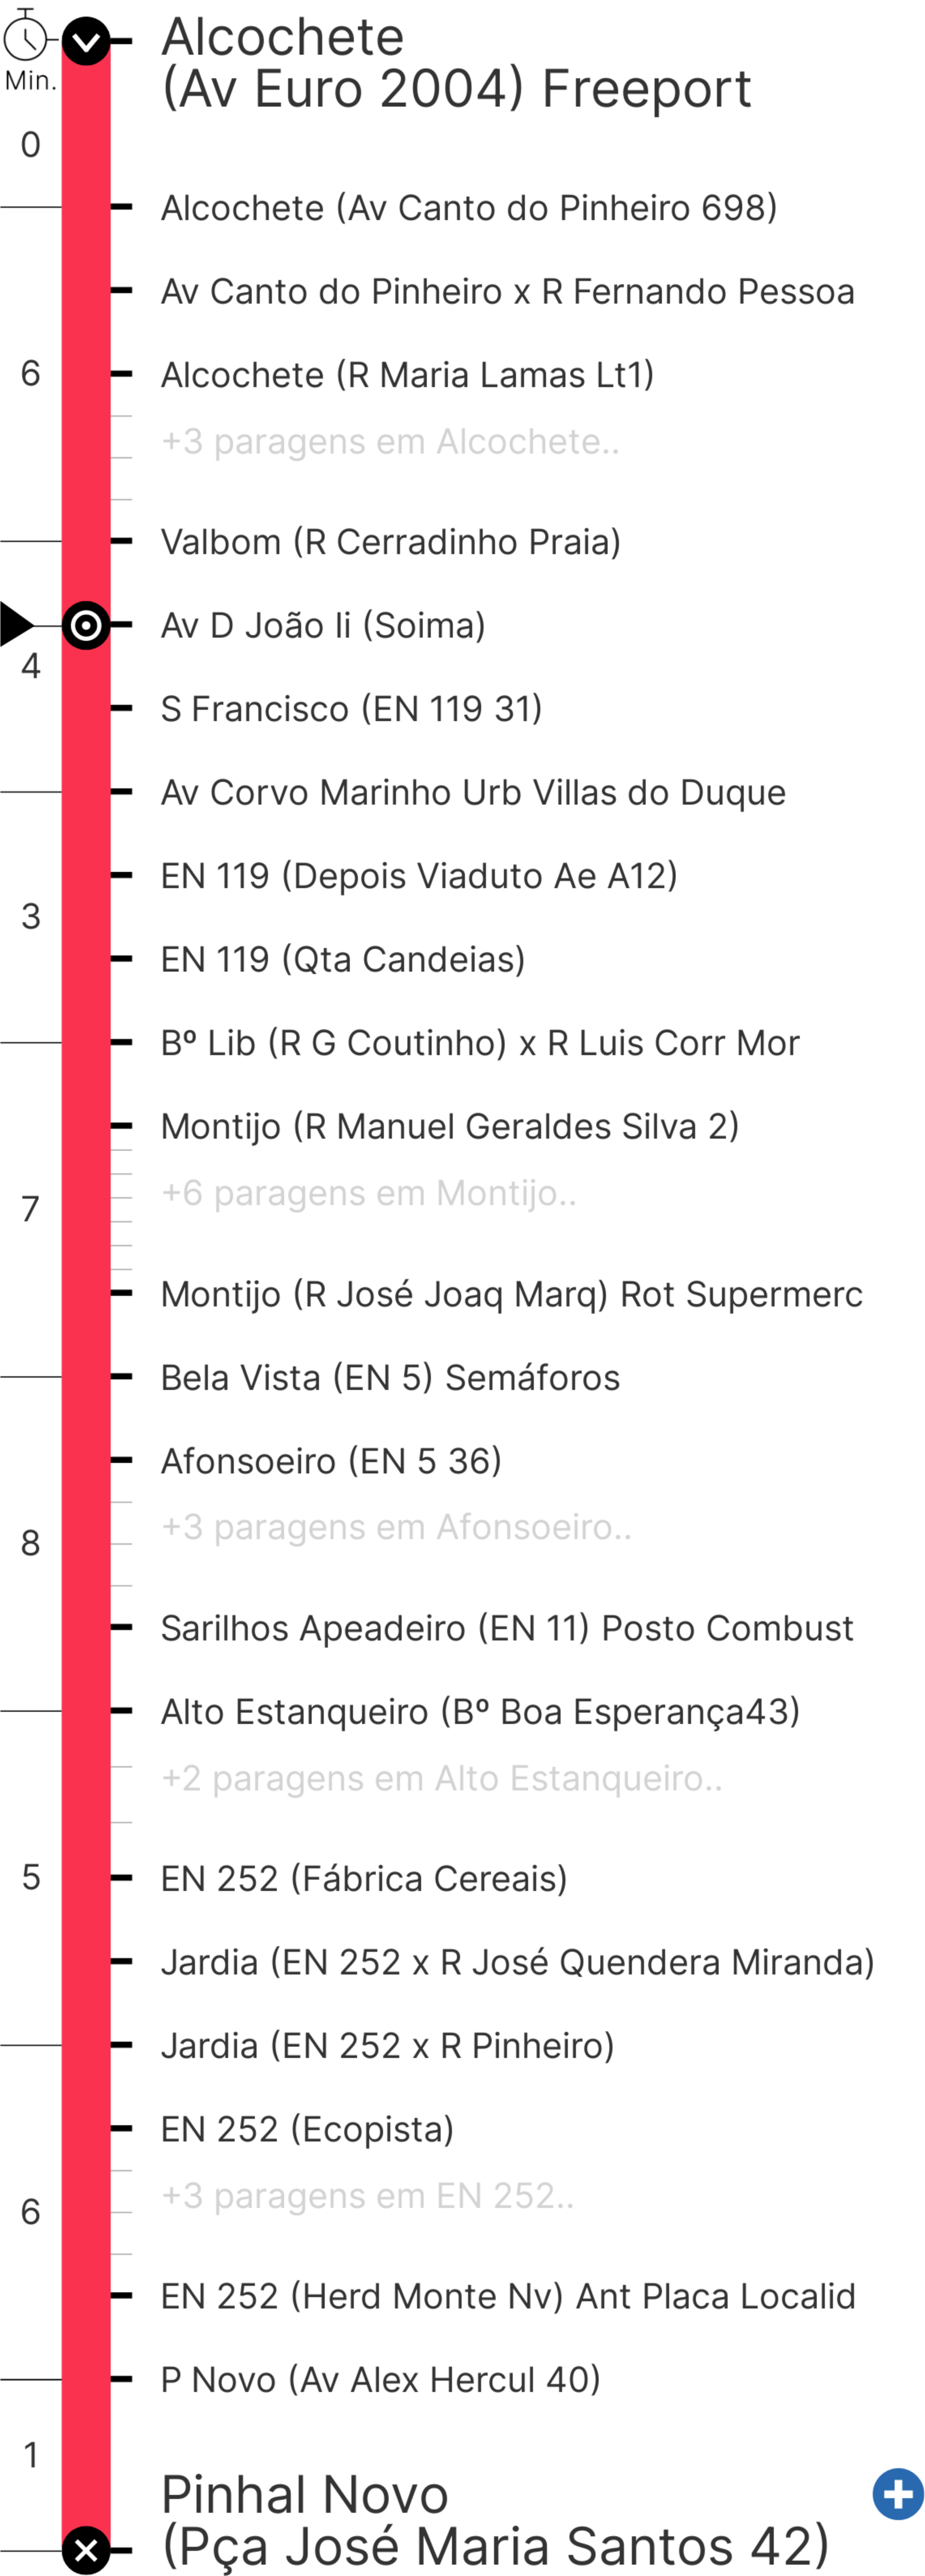 Alcochete
(Av Euro 2004) Freeport
Min.
0
Alcochete (Av Canto do Pinheiro 698)
Av Canto do Pinheiro x R Fernando Pessoa
6
Alcochete (R Maria Lamas Lt1)
+3 paragens em Alcochete..
Valbom (R Cerradinho Praia)
Av D João Ii (Soima)
4
S Francisco (EN 119 31)
Av Corvo Marinho Urb Villas do Duque
EN 119 (Depois Viaduto Ae A12)
3
EN 119 (Qta Candeias)
Bº Lib (R G Coutinho) x R Luis Corr Mor
Montijo (R Manuel Geraldes Silva 2)
+6 paragens em Montijo..
7
Montijo (R José Joaq Marq) Rot Supermerc
Bela Vista (EN 5) Semáforos
Afonsoeiro (EN 5 36)
+3 paragens em Afonsoeiro..
8
Sarilhos Apeadeiro (EN 11) Posto Combust
Alto Estanqueiro (Bº Boa Esperança43)
+2 paragens em Alto Estanqueiro..
5
EN 252 (Fábrica Cereais)
Jardia (EN 252 x R José Quendera Miranda)
Jardia (EN 252 x R Pinheiro)
EN 252 (Ecopista)
+3 paragens em EN 252..
6
EN 252 (Herd Monte Nv) Ant Placa Localid
P Novo (Av Alex Hercul 40)
1
Pinhal Novo
(Pça José Maria Santos 42)